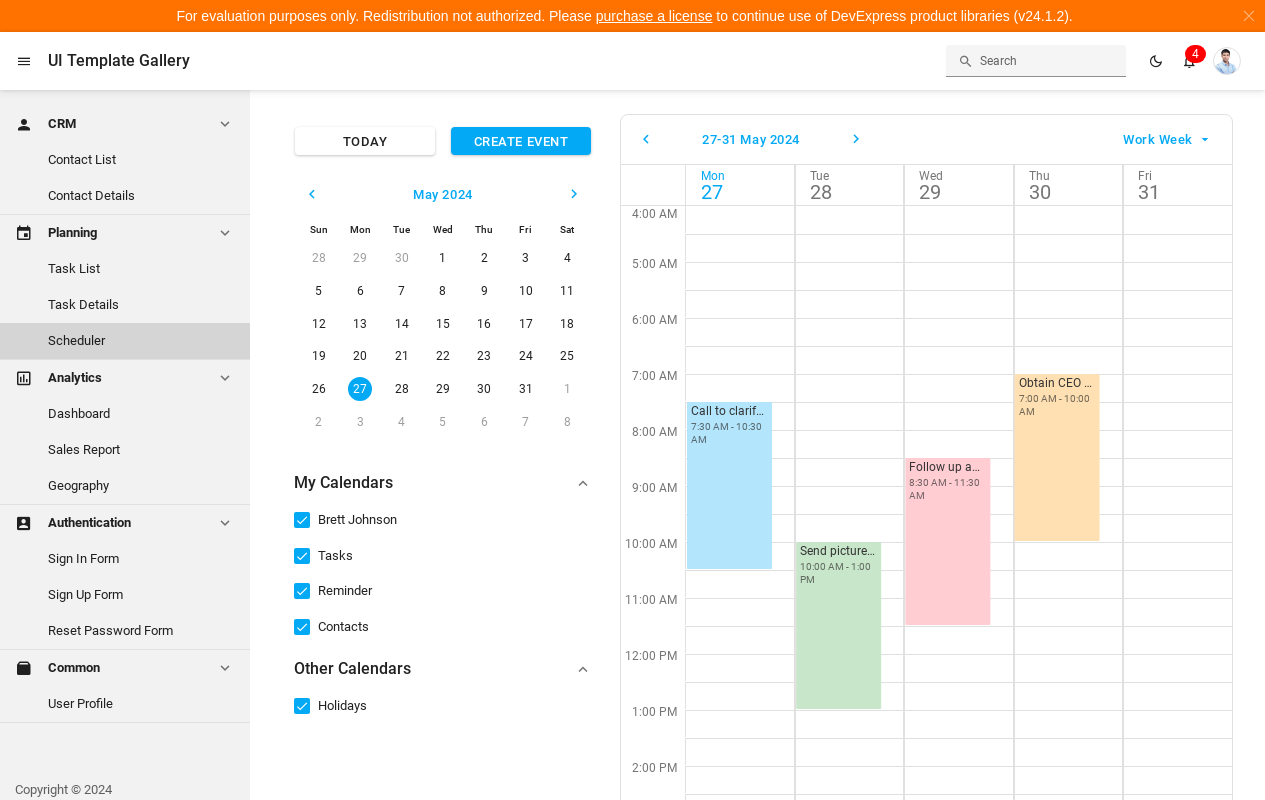 For evaluation purposes only. Redistribution not authorized. Please purchase a license to continue use of DevExpress product libraries (v24.1.2).
UI Template Gallery
Search
4
CRM
Contact List
Contact Details
Planning
Task List
Task Details
Scheduler
Analytics
Dashboard
Sales Report
Geography
Authentication
Sign In Form
Sign Up Form
Reset Password Form
Common
User Profile
Copyright © 2024
TODAY
CREATE EVENT
May 2024
Sun Mon Tue Wed Thu Fri Sat
28 29 30 1 2 3 4
5 6 7 8 9 10 11
12 13 14 15 16 17 18
19 20 21 22 23 24 25
26 27 28 29 30 31 1
2 3 4 5 6 7 8
My Calendars
Brett Johnson
Tasks
Reminder
Contacts
Other Calendars
Holidays
27-31 May 2024
Work Week
Mon Tue Wed Thu Fri
27 28 29 30 31
4:00 AM
5:00 AM
6:00 AM
7:00 AM
8:00 AM
9:00 AM
10:00 AM
11:00 AM
12:00 PM
1:00 PM
2:00 PM
Call to clarif...
7:30 AM - 10:30
AM
Send picture...
10:00 AM - 1:00
PM
Follow up a...
8:30 AM - 11:30
AM
Obtain CEO ...
7:00 AM - 10:00
AM